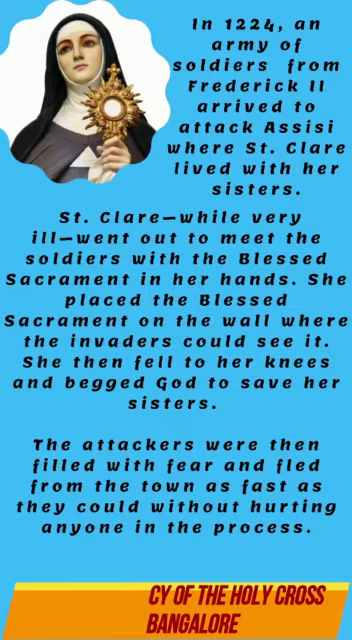 In 1224, an
army of
soldiers from
Frederick II
arrived to
attack Assisi
where St. Clare
lived with her
sisters.
St. Clare—while very
ill—went out to meet the
soldiers with the Blessed
Sacrament in her hands. She
placed the Blessed
Sacrament on the wall where
the invaders could see it.
She then fell to her knees
and begged God to save her
sisters.
The attackers were then
filled with fear and fled
from the town as fast as
they could without hurting
anyone in the process.
CY OF THE HOLY CROSS
BANGALORE